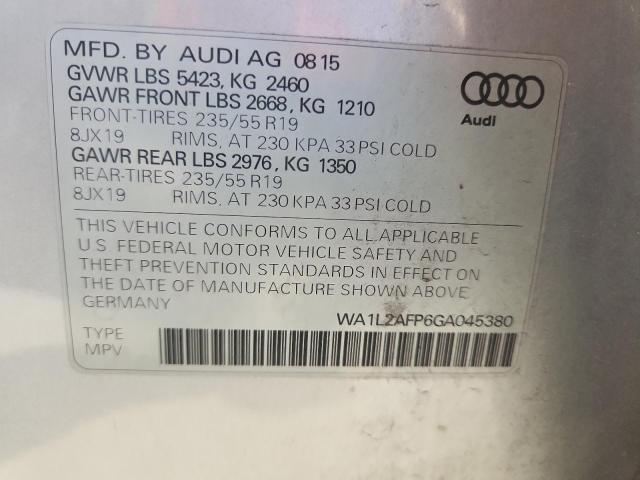 MFD. BY AUDI AG 08 15
GVWR LBS 5423, KG 2460
GAWR FRONT LBS 2668, KG 1210
FRONT-TIRES 235/55 R19
8JX19 RIMS, AT 230 KPA 33 PSI COLD
GAWR REAR LBS 2976, KG 1350
REAR-TIRES 235/55 R19
8JX19 RIMS, AT 230 KPA 33 PSI COLD
Audi
THIS VEHICLE CONFORMS TO ALL APPLICABLE
U.S. FEDERAL MOTOR VEHICLE SAFETY AND
THEFT PREVENTION STANDARDS IN EFFECT ON
THE DATE OF MANUFACTURE SHOWN ABOVE
GERMANY
WA1L2AFP6GA045380
TYPE
MPV